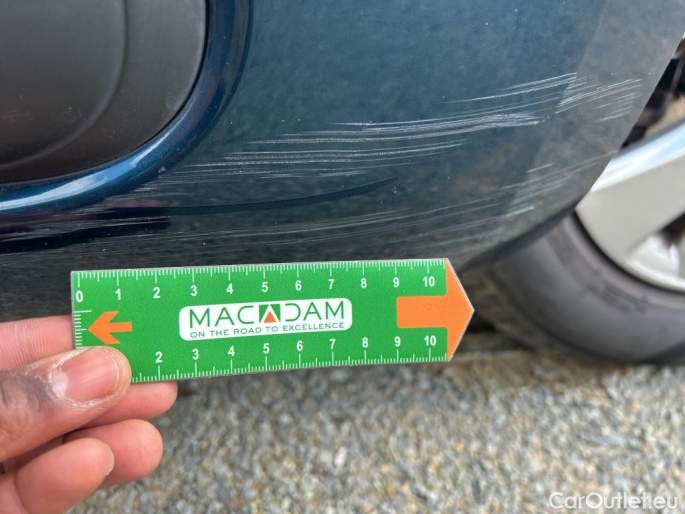 0 1 2 3 4 5 6 7 8 9 10
MACADAM
ON THE ROAD TO EXCELLENCE
2 3 4 5 6 7 8 9 10
CarOutlet.eu